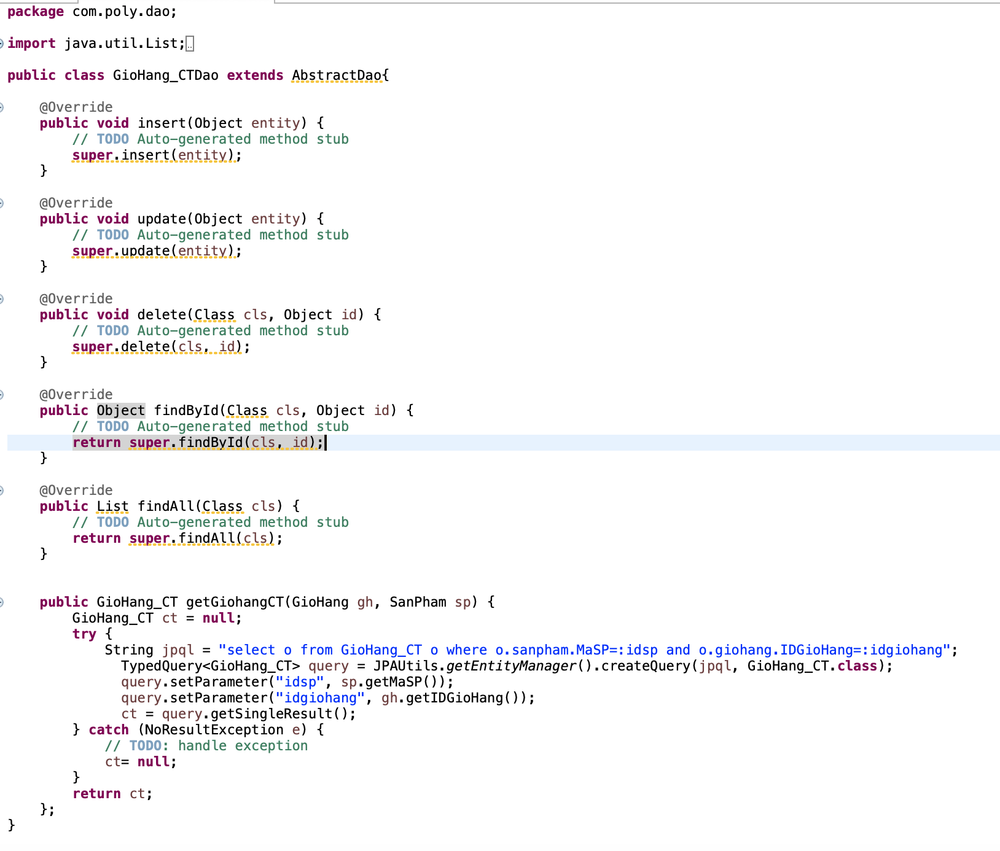 package com.poly.dao;
import java.util.List;
public class GioHang_CTDao extends AbstractDao{
@Override
public void insert(Object entity) {
// TODO Auto-generated method stub
super.insert(entity);
}
@Override
public void update(Object entity) {
// TODO Auto-generated method stub
super.update(entity);
}
@Override
public void delete(Class cls, Object id) {
// TODO Auto-generated method stub
super.delete(cls, id);
}
@Override
public Object findById(Class cls, Object id) {
// TODO Auto-generated method stub
return super.findById(cls, id);
}
@Override
public List findAll(Class cls) {
// TODO Auto-generated method stub
return super.findAll(cls);
}
public GioHang_CT getGiohangCT(GioHang gh, SanPham sp) {
GioHang_CT ct = null;
try {
String jpql = "select o from GioHang_CT o where o.sanpham.MaSP=:idsp and o.giohang.IDGioHang=:idgiohang";
TypedQuery<GioHang_CT> query = JPAUtils.getEntityManager().createQuery(jpql, GioHang_CT.class);
query.setParameter("idsp", sp.getMaSP());
query.setParameter("idgiohang", gh.getIDGioHang());
ct = query.getSingleResult();
} catch (NoResultException e) {
// TODO: handle exception
ct= null;
}
return ct;
};
}